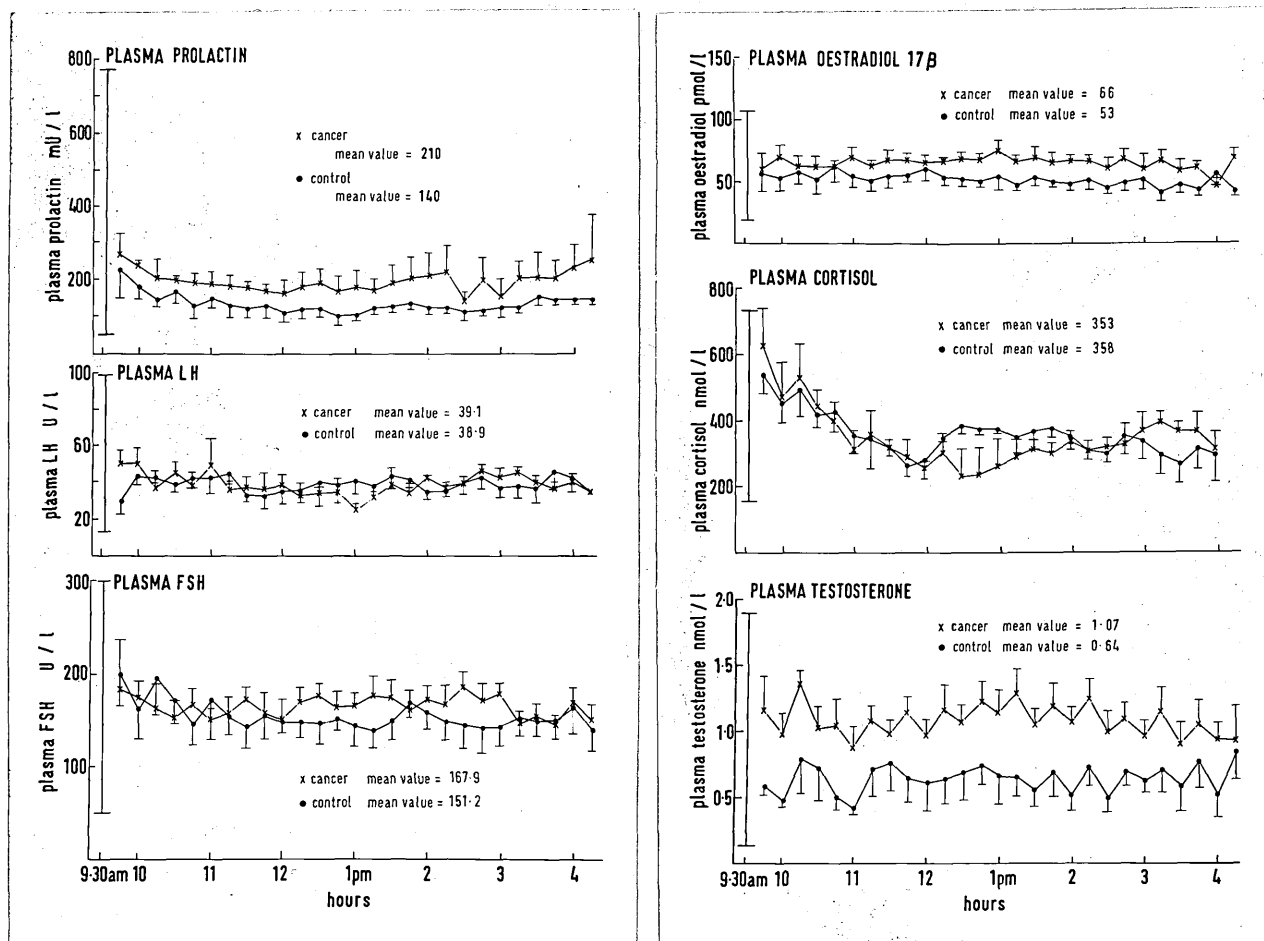 PLASMA PROLACTIN
800
600
400
200
plasma prolactin mU / l
x cancer
mean value = 210
• control
mean value = 140
PLASMA LH
100
60
20
plasma LH U / l
x cancer mean value = 39·1
• control mean value = 38·9
PLASMA FSH
300
200
100
plasma FSH U / l
x cancer mean value = 167·9
• control mean value = 151·2
9·30am 10 11 12 1pm 2 3 4
hours
PLASMA OESTRADIOL 17β
150
100
50
plasma oestradiol pmol/l
x cancer mean value = 66
• control mean value = 53
PLASMA CORTISOL
800
600
400
200
plasma cortisol nmol/l
x cancer mean value = 353
• control mean value = 358
PLASMA TESTOSTERONE
2·0
1·5
1·0
0·5
plasma testosterone nmol/l
x cancer mean value = 1·07
• control mean value = 0·64
9·30am 10 11 12 1pm 2 3 4
hours